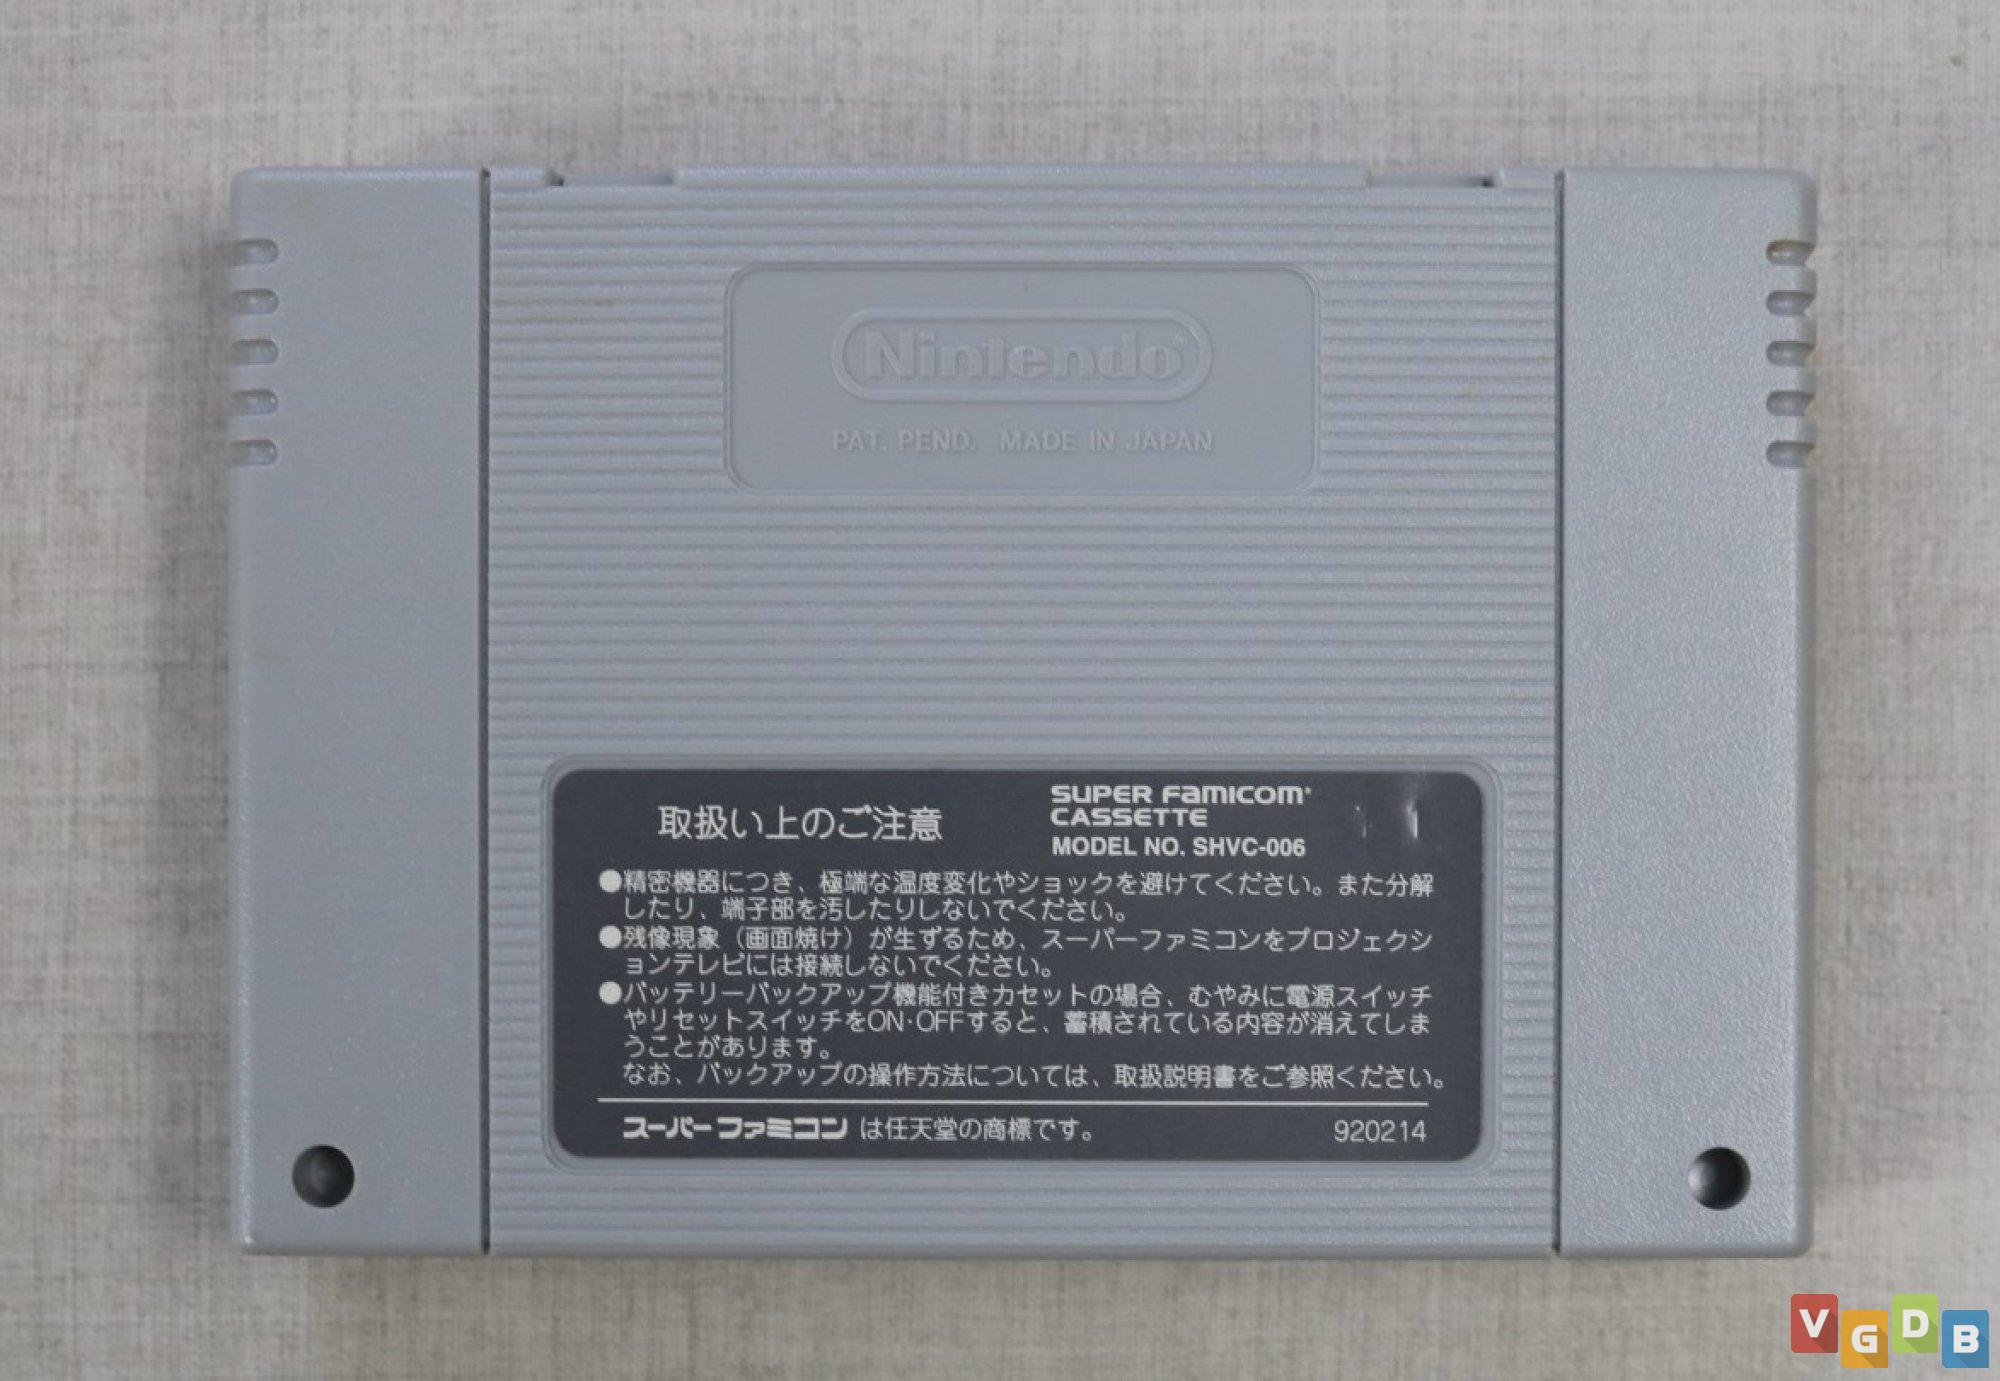 Nintendo®
PAT. PEND. MADE IN JAPAN
取扱い上のご注意
SUPER FAMICOM
CASSETTE
MODEL NO. SHVC-006
●精密機器につき、極端な温度変化やショックを避けてください。また分解
したり、端子部を汚したりしないでください。
●残像現象（画面焼け）が生ずるため、スーパーファミコンをプロジェクシ
ョンテレビには接続しないでください。
●バッテリーバックアップ機能付きカセットの場合、むやみに電源スイッチ
やリセットスイッチをON·OFFすると、蓄積されている内容が消えてしま
うことがあります。
なお、バックアップの操作方法については、取扱説明書をご参照ください。
スーパーファミコン は任天堂の商標です。
920214
VGDB